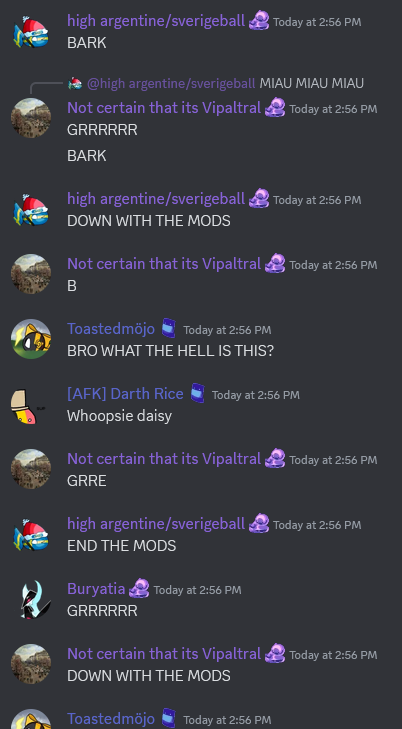 high argentine/sverigeball Today at 2:56 PM
BARK
@high argentine/sverigeball MIAU MIAU MIAU
Not certain that its Vipaltral Today at 2:56 PM
GRRRRRR
BARK
high argentine/sverigeball Today at 2:56 PM
DOWN WITH THE MODS
Not certain that its Vipaltral Today at 2:56 PM
B
Toastedmōjo Today at 2:56 PM
BRO WHAT THE HELL IS THIS?
[AFK] Darth Rice Today at 2:56 PM
Whoopsie daisy
Not certain that its Vipaltral Today at 2:56 PM
GRRE
high argentine/sverigeball Today at 2:56 PM
END THE MODS
Buryatia Today at 2:56 PM
GRRRRRR
Not certain that its Vipaltral Today at 2:56 PM
DOWN WITH THE MODS
Toastedmōjo Today at 2:56 PM